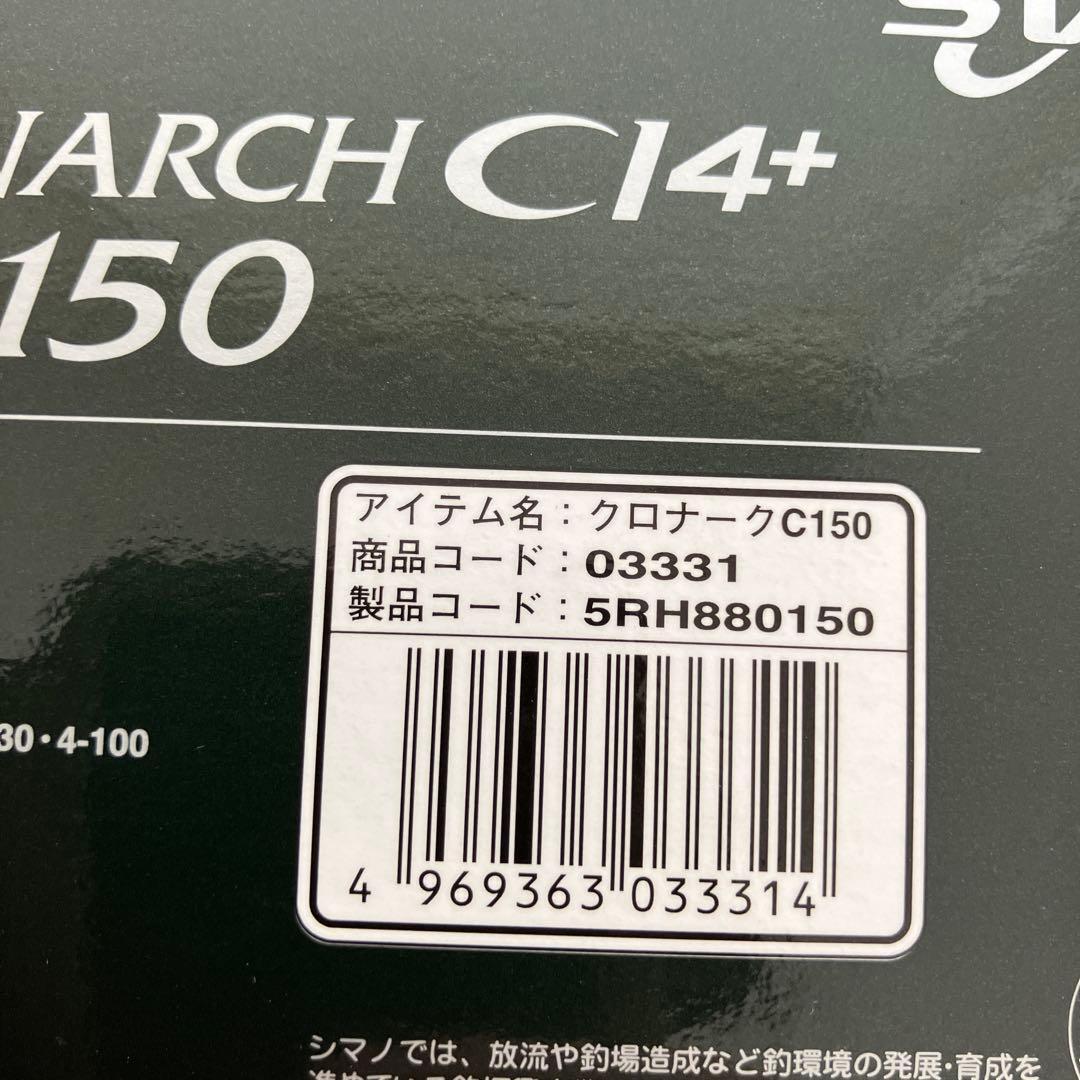 SV
NARCH CI4+
150
アイテム名：クロナークC150
商品コード：03331
製品コード：5RH880150
30・4-100
4 969363 033314
シマノでは、放流や釣場造成など釣環境の発展・育成を